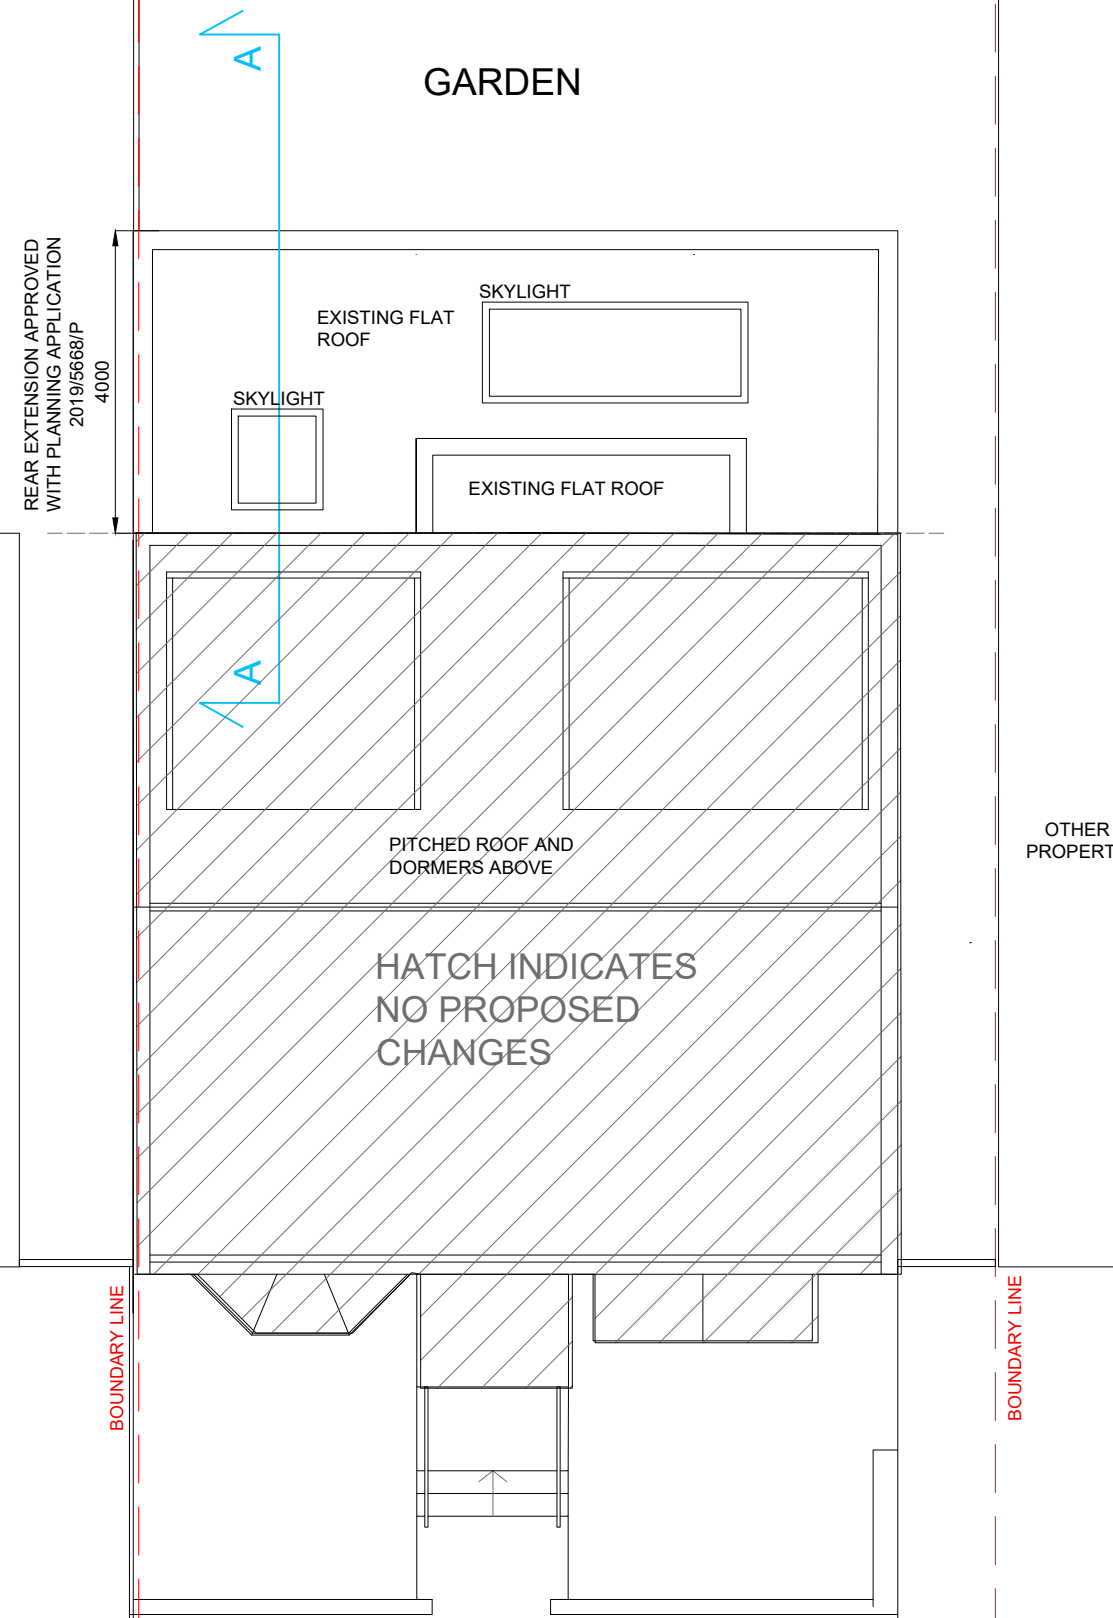 A
GARDEN
REAR EXTENSION APPROVED
WITH PLANNING APPLICATION
2019/5668/P
4000
SKYLIGHT
EXISTING FLAT
ROOF
SKYLIGHT
EXISTING FLAT ROOF
A
PITCHED ROOF AND
DORMERS ABOVE
OTHER
PROPERT
HATCH INDICATES
NO PROPOSED
CHANGES
BOUNDARY LINE
BOUNDARY LINE